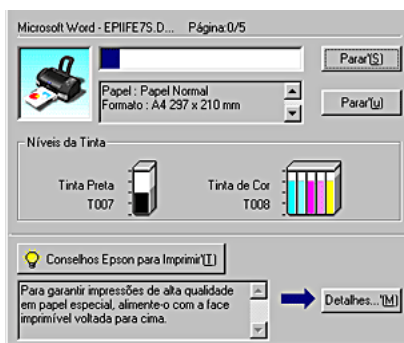 Microsoft Word - EPIIFE7S.D... Página:0/5
Parar'(S)
Papel : Papel Normal
Formato : A4 297 x 210 mm
Parar'(u)
Níveis da Tinta
Tinta Preta
T007
Tinta de Cor
T008
Conselhos Epson para Imprimir'(T)
Para garantir impressões de alta qualidade
em papel especial, alimente-o com a face
imprimível voltada para cima.
Detalhes...'(M)